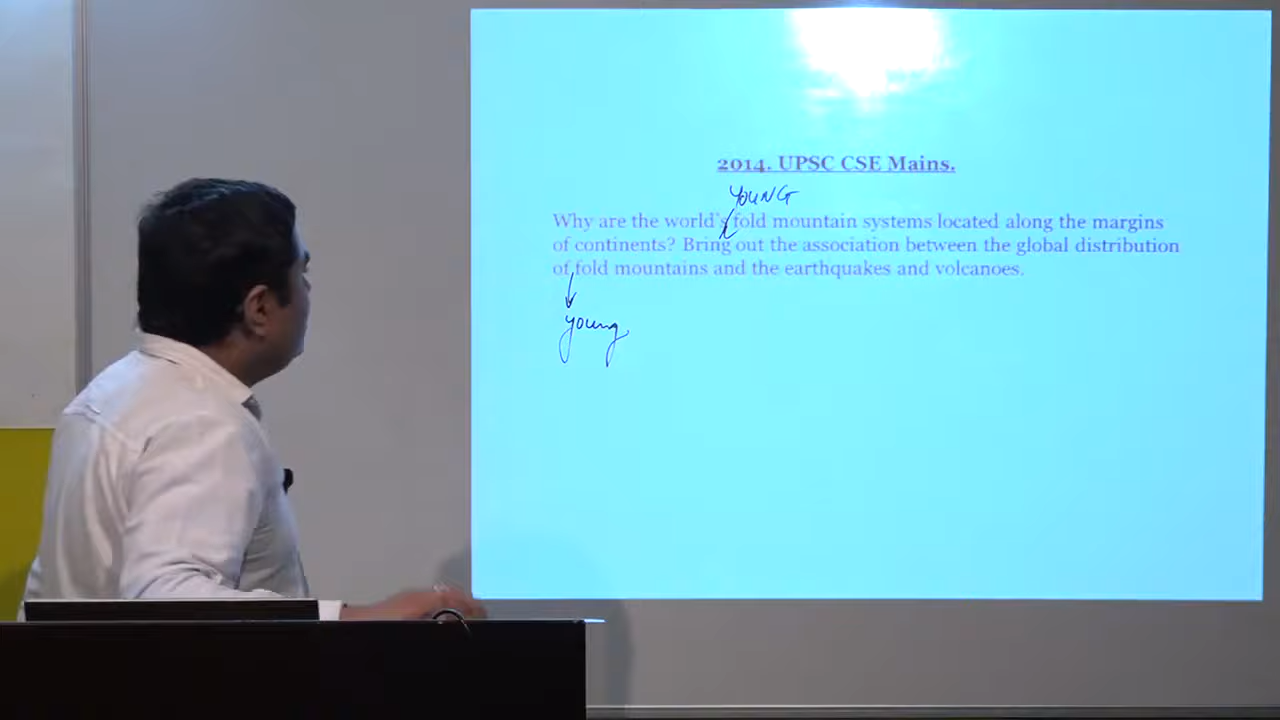 2014. UPSC CSE Mains.
YOUNG
Why are the world's fold mountain systems located along the margins
of continents? Bring out the association between the global distribution
of fold mountains and the earthquakes and volcanoes.
young